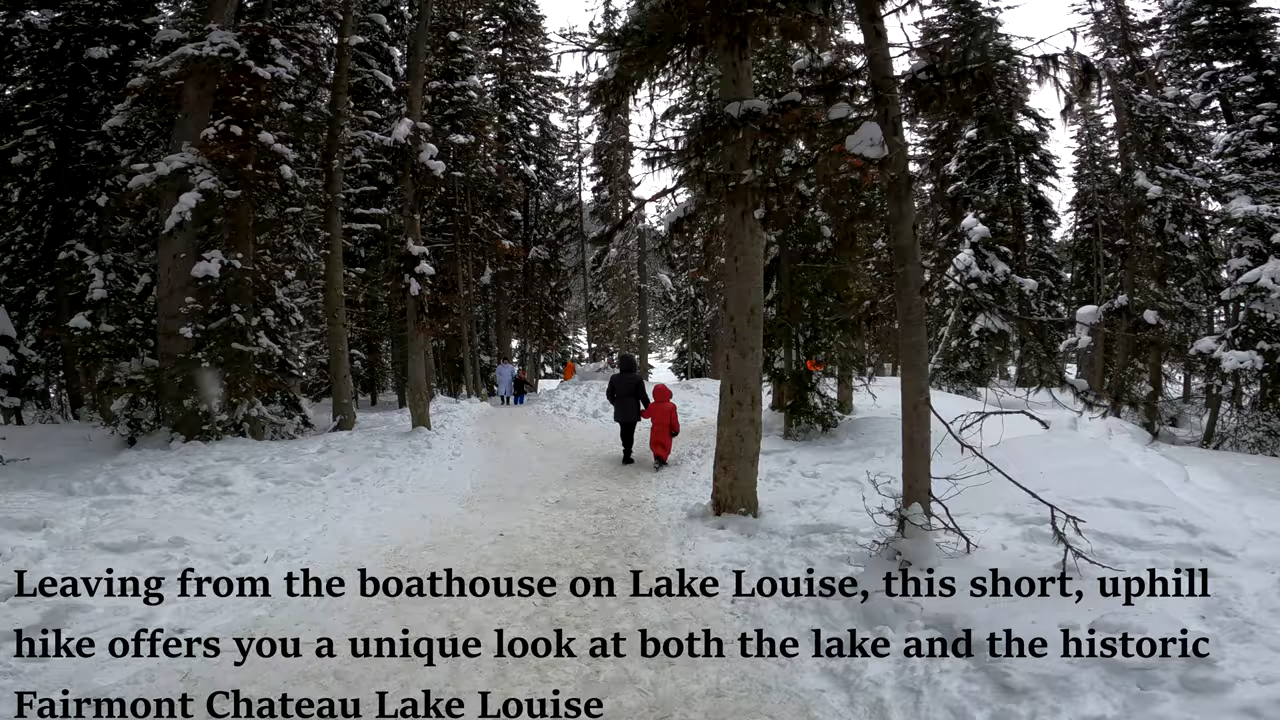 Leaving from the boathouse on Lake Louise, this short, uphill
hike offers you a unique look at both the lake and the historic
Fairmont Chateau Lake Louise